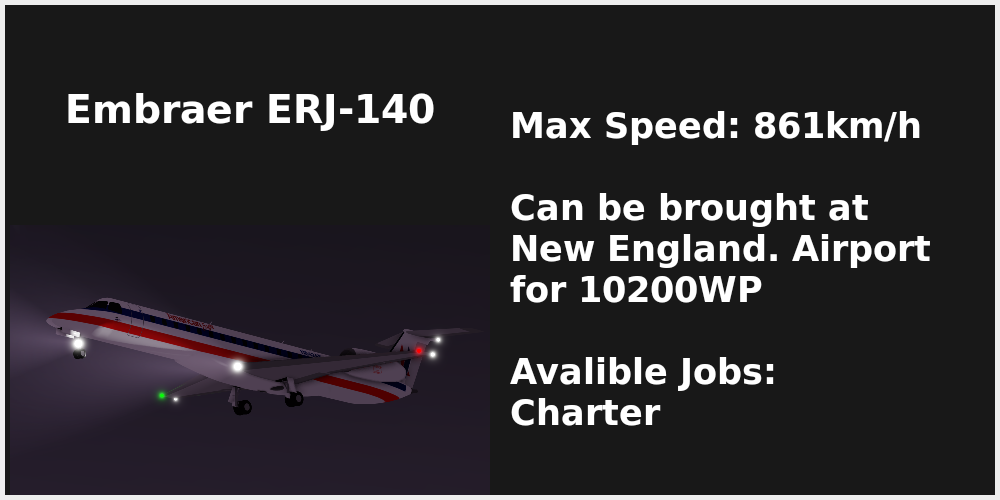 Embraer ERJ-140
Max Speed: 861km/h
Can be brought at
New England. Airport
for 10200WP
Avalible Jobs:
Charter